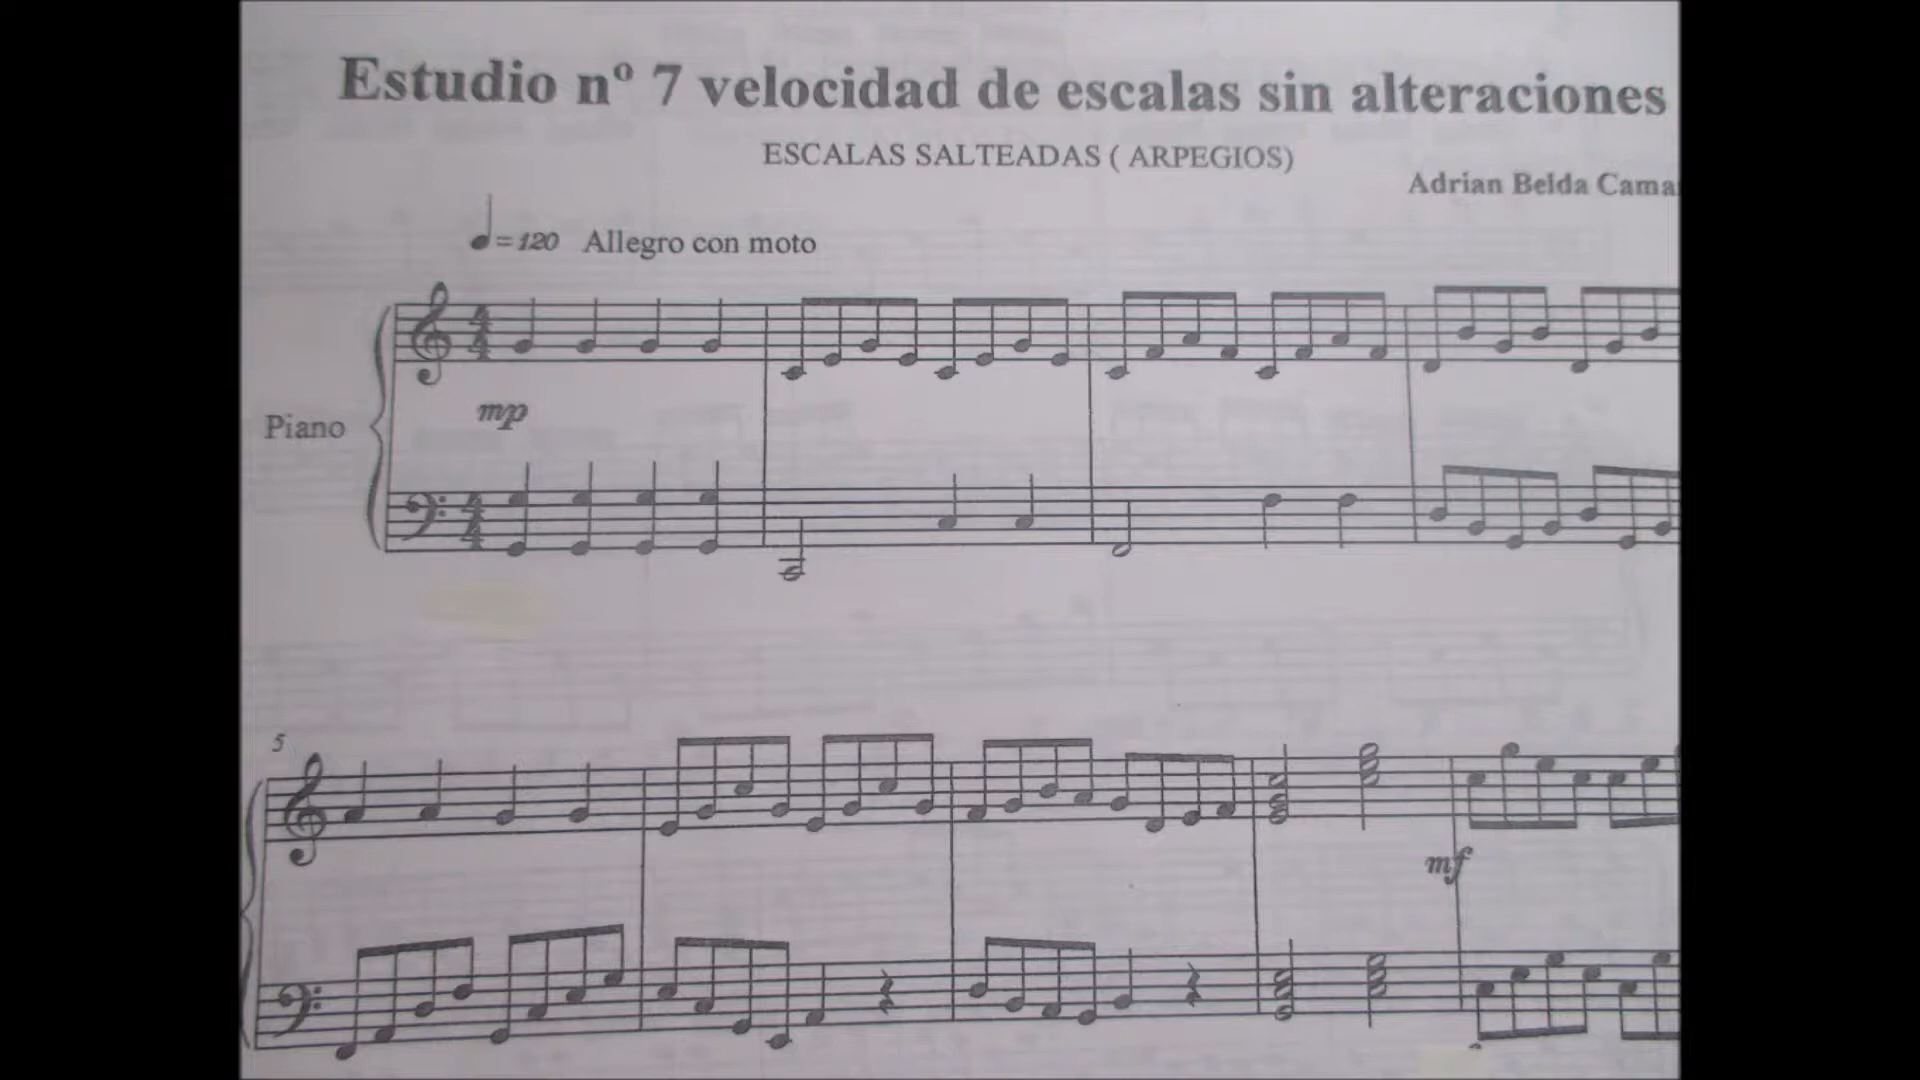 Estudio nº 7 velocidad de escalas sin alteraciones
ESCALAS SALTEADAS ( ARPEGIOS)
Adrian Belda
=120 Allegro con moto
mp
Piano
5
mf